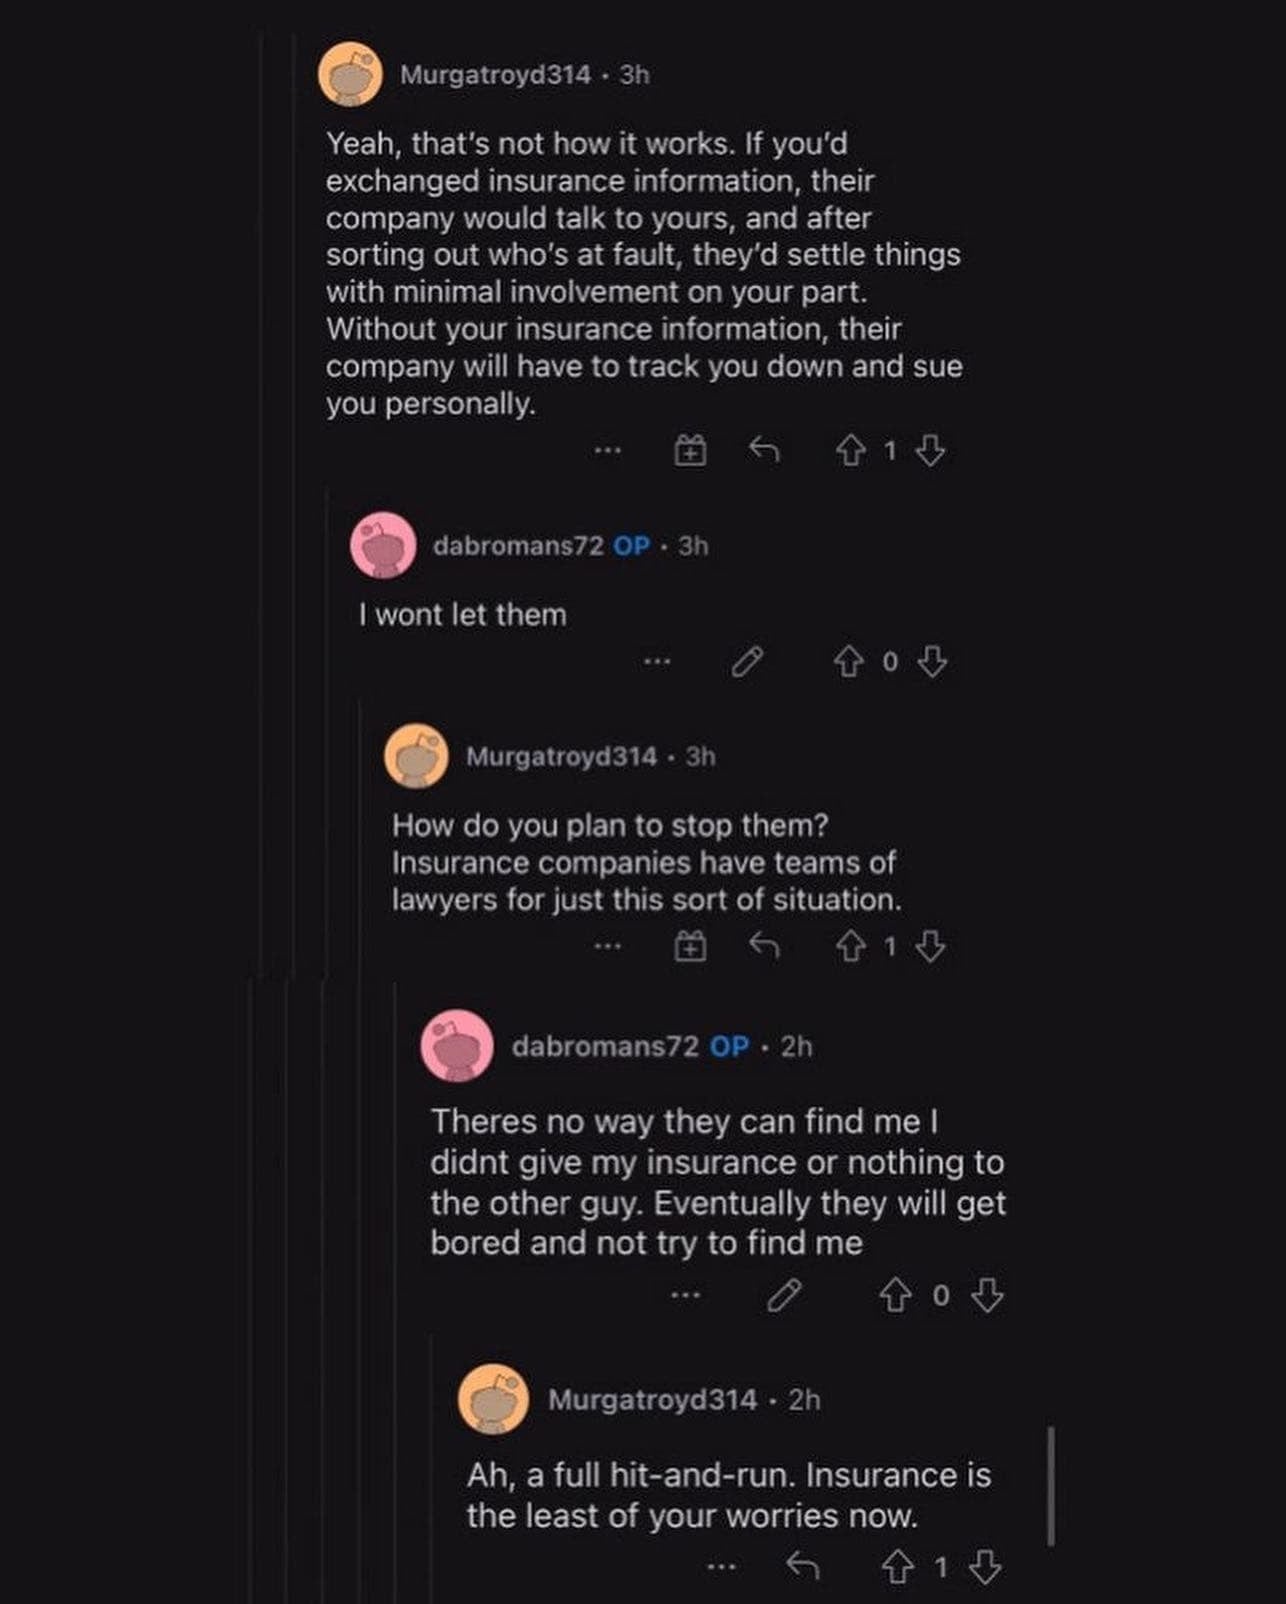 Murgatroyd314 · 3h
Yeah, that's not how it works. If you'd
exchanged insurance information, their
company would talk to yours, and after
sorting out who's at fault, they'd settle things
with minimal involvement on your part.
Without your insurance information, their
company will have to track you down and sue
you personally.
... 1
dabromans72 OP · 3h
I wont let them
... 0
Murgatroyd314 · 3h
How do you plan to stop them?
Insurance companies have teams of
lawyers for just this sort of situation.
... 1
dabromans72 OP · 2h
Theres no way they can find me I
didnt give my insurance or nothing to
the other guy. Eventually they will get
bored and not try to find me
... 0
Murgatroyd314 · 2h
Ah, a full hit-and-run. Insurance is
the least of your worries now.
... 1